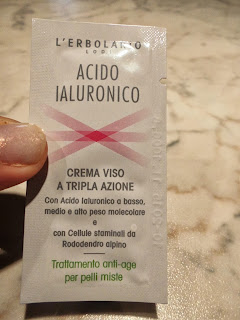 L'ERBOLARIO
LODI
ACIDO
IALURONICO
CREMA VISO
A TRIPLA AZIONE
Con Acido Ialuronico a basso,
medio e alto peso molecolare
e
con Cellule staminali da
Rododendro alpino
Trattamento anti-age
per pelli miste